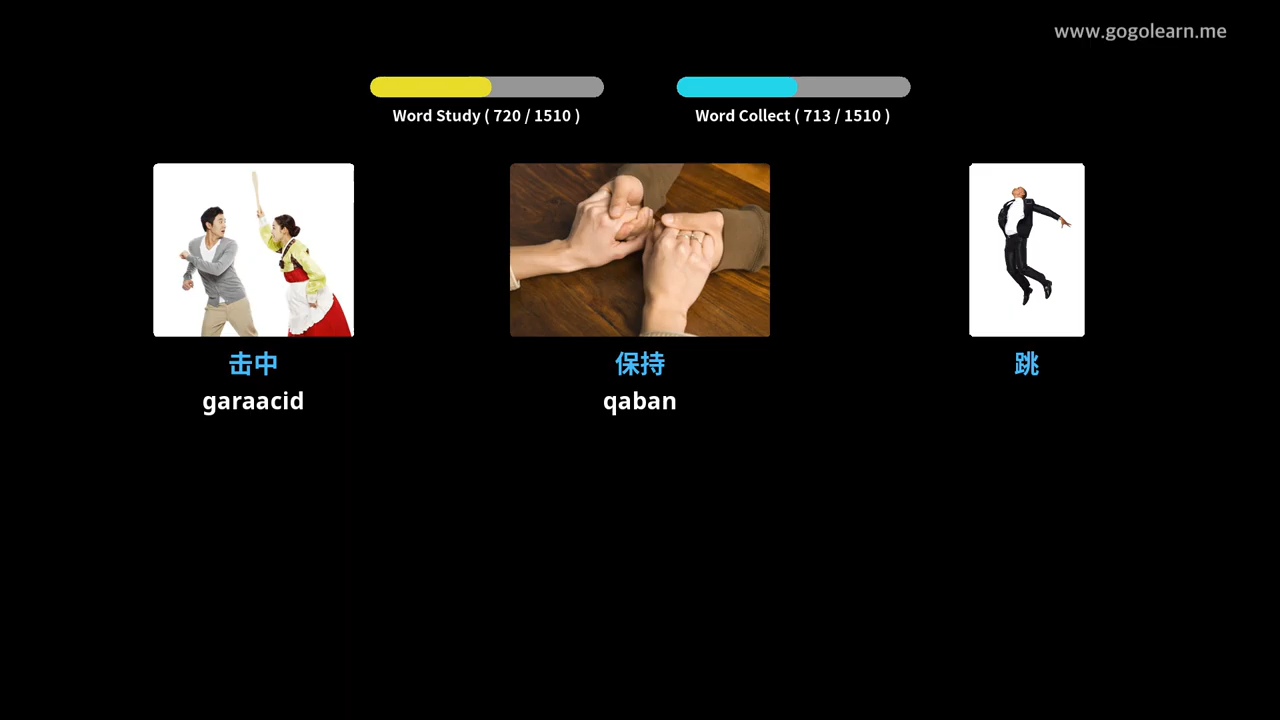 www.gogolearn.me
Word Study ( 720 / 1510 )
Word Collect ( 713 / 1510 )
击中
garaacid
保持
qaban
跳